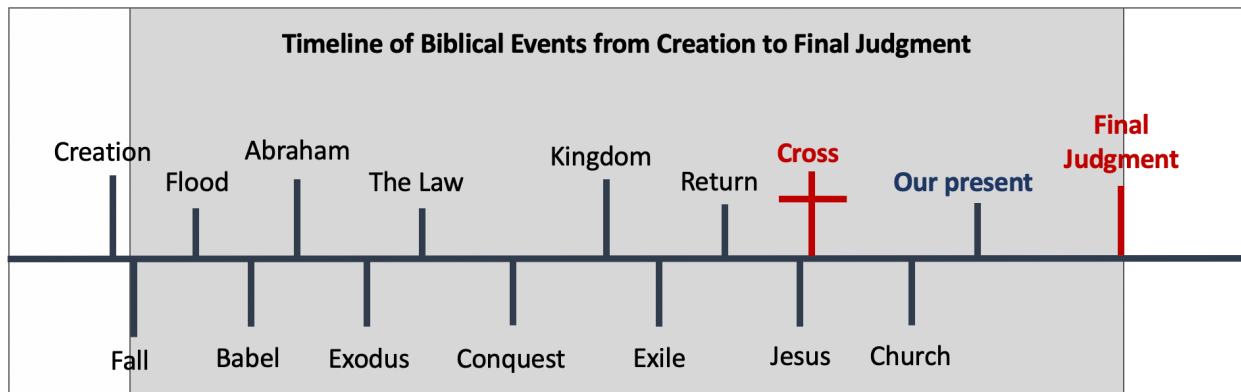 Timeline of Biblical Events from Creation to Final Judgment
Creation
Flood
Abraham
The Law
Kingdom
Return
Cross
Our present
Final
Judgment
Fall
Babel
Exodus
Conquest
Exile
Jesus
Church